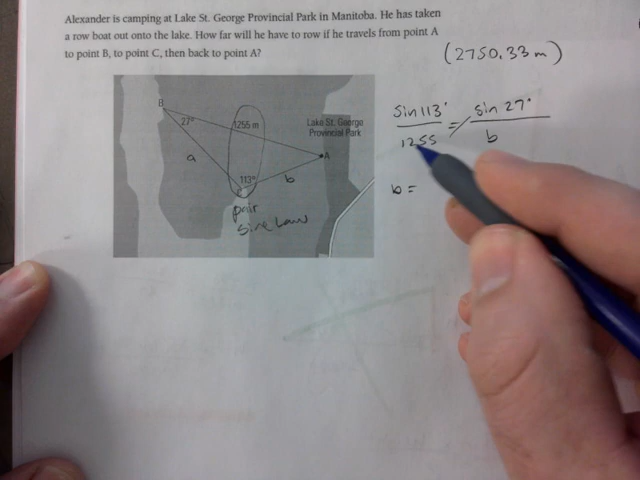 Alexander is camping at Lake St. George Provincial Park in Manitoba. He has taken
a row boat out onto the lake. How far will he have to row if he travels from point A
to point B, to point C, then back to point A?
(2750.33 m)
B
27°
1255 m
Lake St. George
Provincial Park
A
a
b
113°
C
pair
Sine Law
sin 113° = sin 27°
1255 b
b =